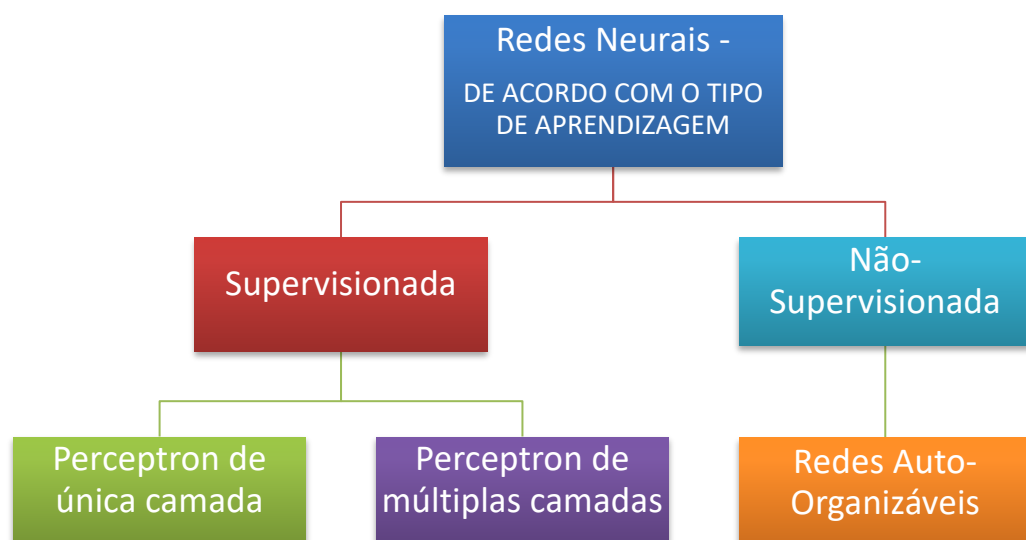 Redes Neurais -
DE ACORDO COM O TIPO
DE APRENDIZAGEM
Supervisionada
Não-
Supervisionada
Perceptron de
única camada
Perceptron de
múltiplas camadas
Redes Auto-
Organizáveis